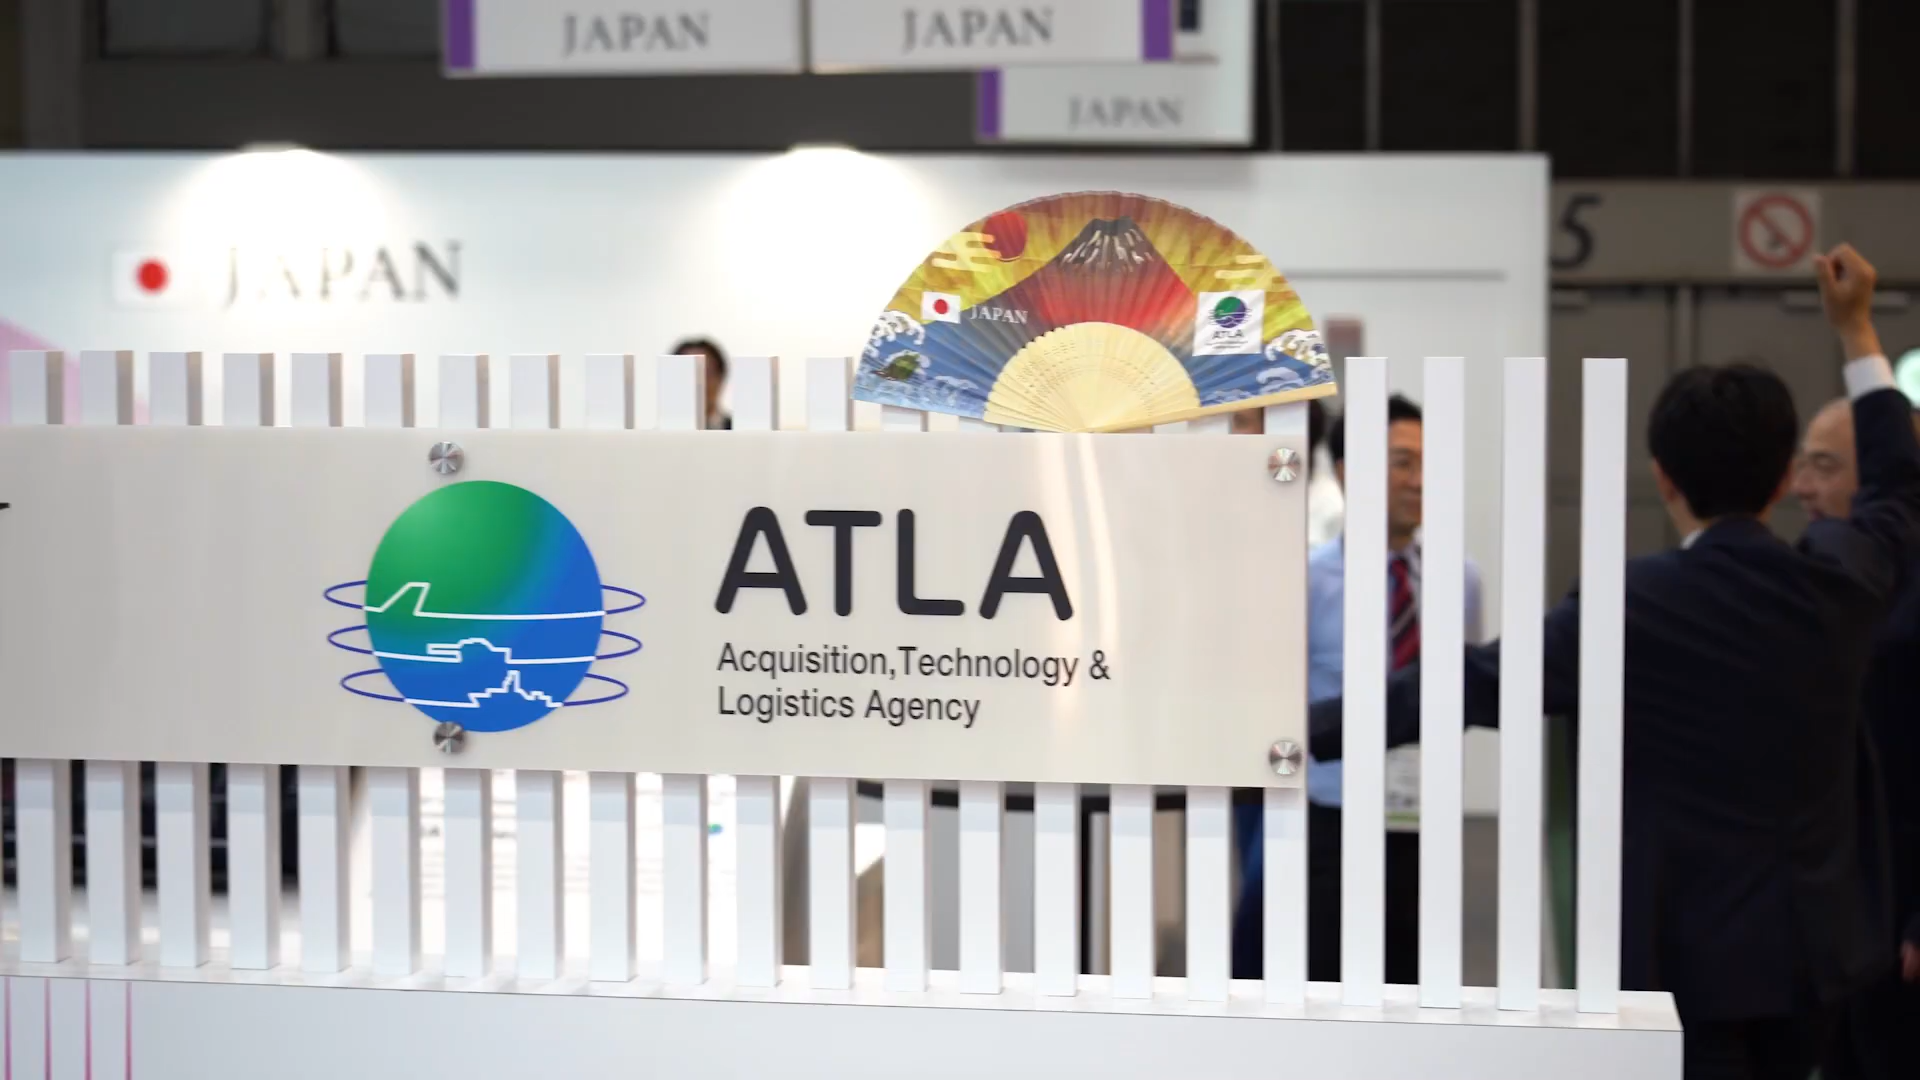 JAPAN
JAPAN
JAPAN
JAPAN
5
JAPAN
ATLA
ATLA
Acquisition,Technology &
Logistics Agency